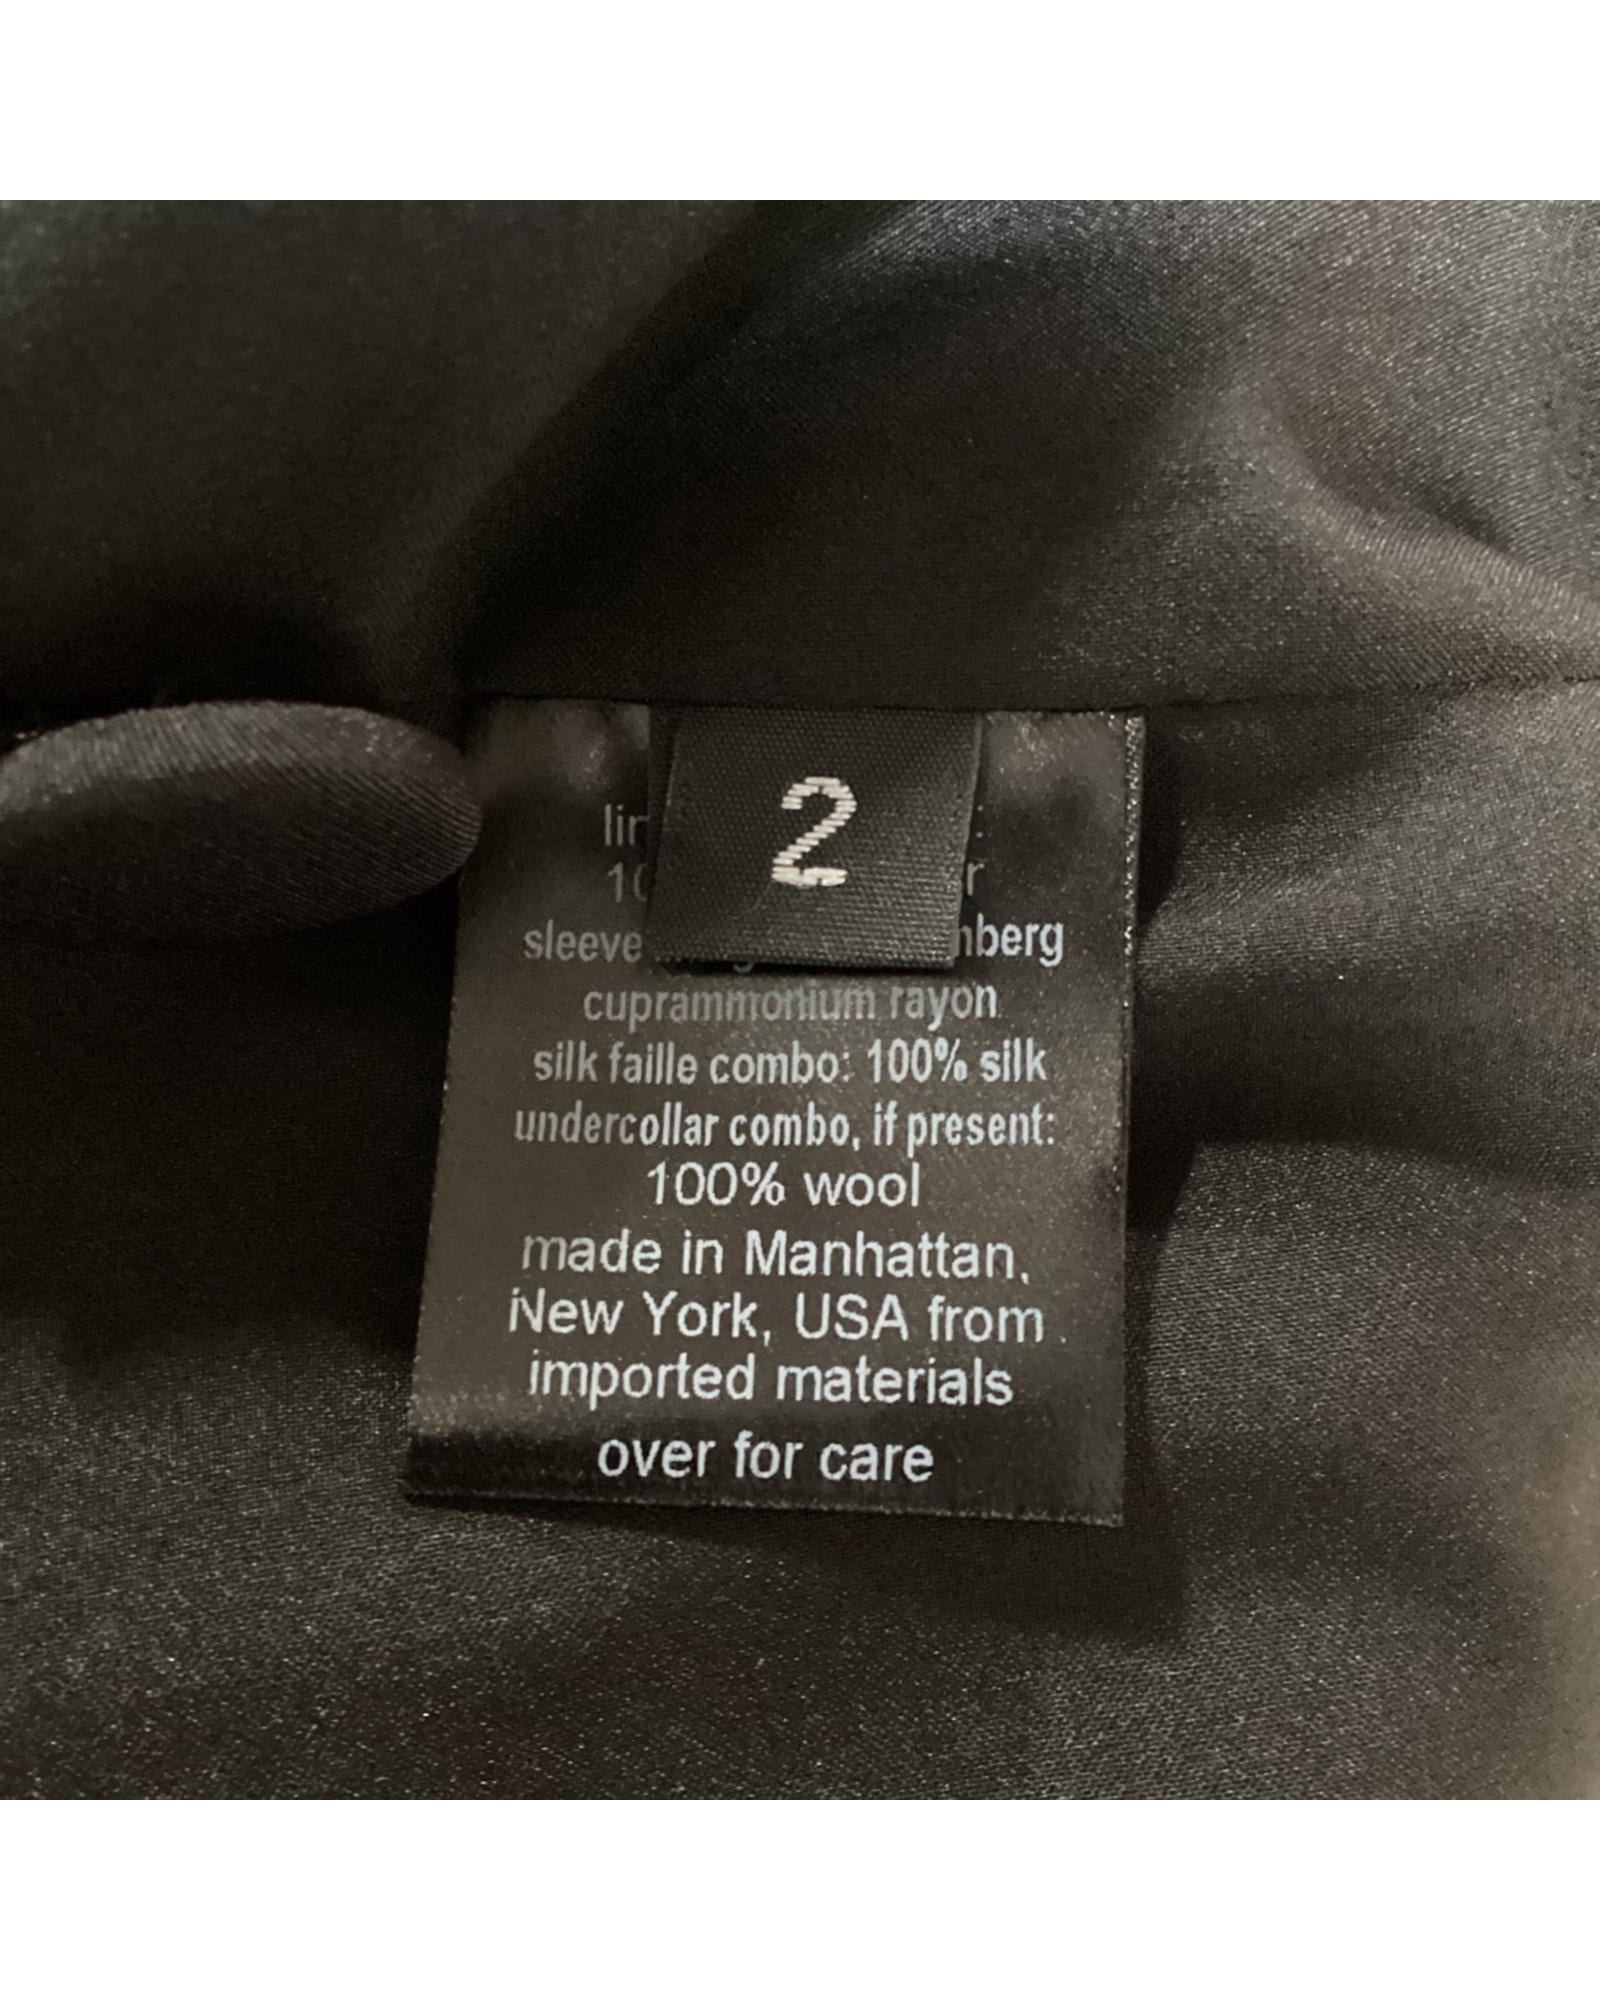 2
sleeve
cuprammonium rayon
silk faille combo: 100% silk
undercollar combo, if present:
100% wool
made in Manhattan,
New York, USA from
imported materials
over for care